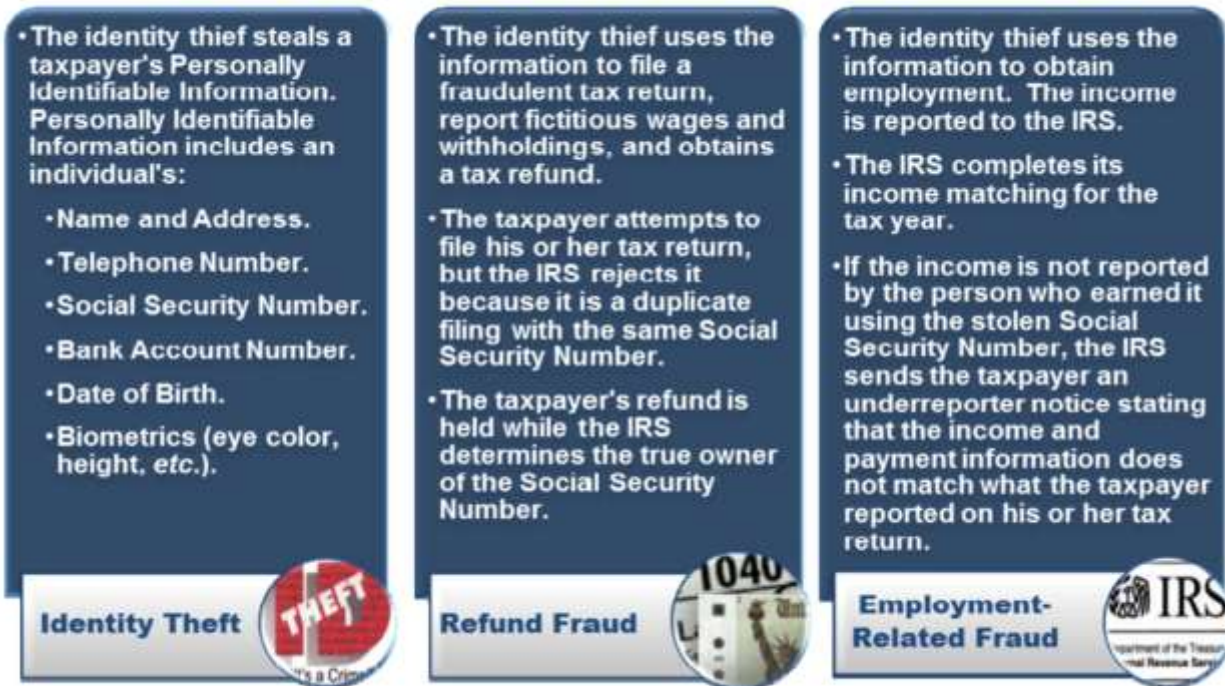 •The identity thief steals a
taxpayer's Personally
Identifiable Information.
Personally Identifiable
Information includes an
individual's:
•Name and Address.
•Telephone Number.
•Social Security Number.
•Bank Account Number.
•Date of Birth.
•Biometrics (eye color,
height, etc.).
Identity Theft
THEFT
It's a Crime
•The identity thief uses the
information to file a
fraudulent tax return,
report fictitious wages and
withholdings, and obtains
a tax refund.
•The taxpayer attempts to
file his or her tax return,
but the IRS rejects it
because it is a duplicate
filing with the same Social
Security Number.
•The taxpayer's refund is
held while the IRS
determines the true owner
of the Social Security
Number.
Refund Fraud
1040
•The identity thief uses the
information to obtain
employment. The income
is reported to the IRS.
•The IRS completes its
income matching for the
tax year.
•If the income is not reported
by the person who earned it
using the stolen Social
Security Number, the IRS
sends the taxpayer an
underreporter notice stating
that the income and
payment information does
not match what the taxpayer
reported on his or her tax
return.
Employment-
Related Fraud
IRS
partment of the Treasu
rnal Revenue Serv